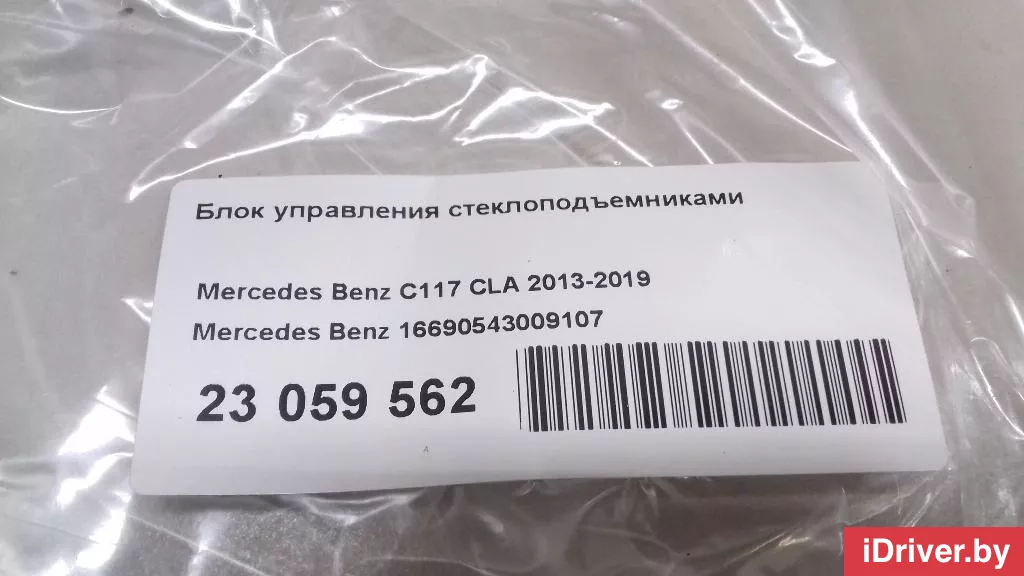 Блок управления стеклоподъемниками
Mercedes Benz C117 CLA 2013-2019
Mercedes Benz 16690543009107
23 059 562
A
iDriver.by